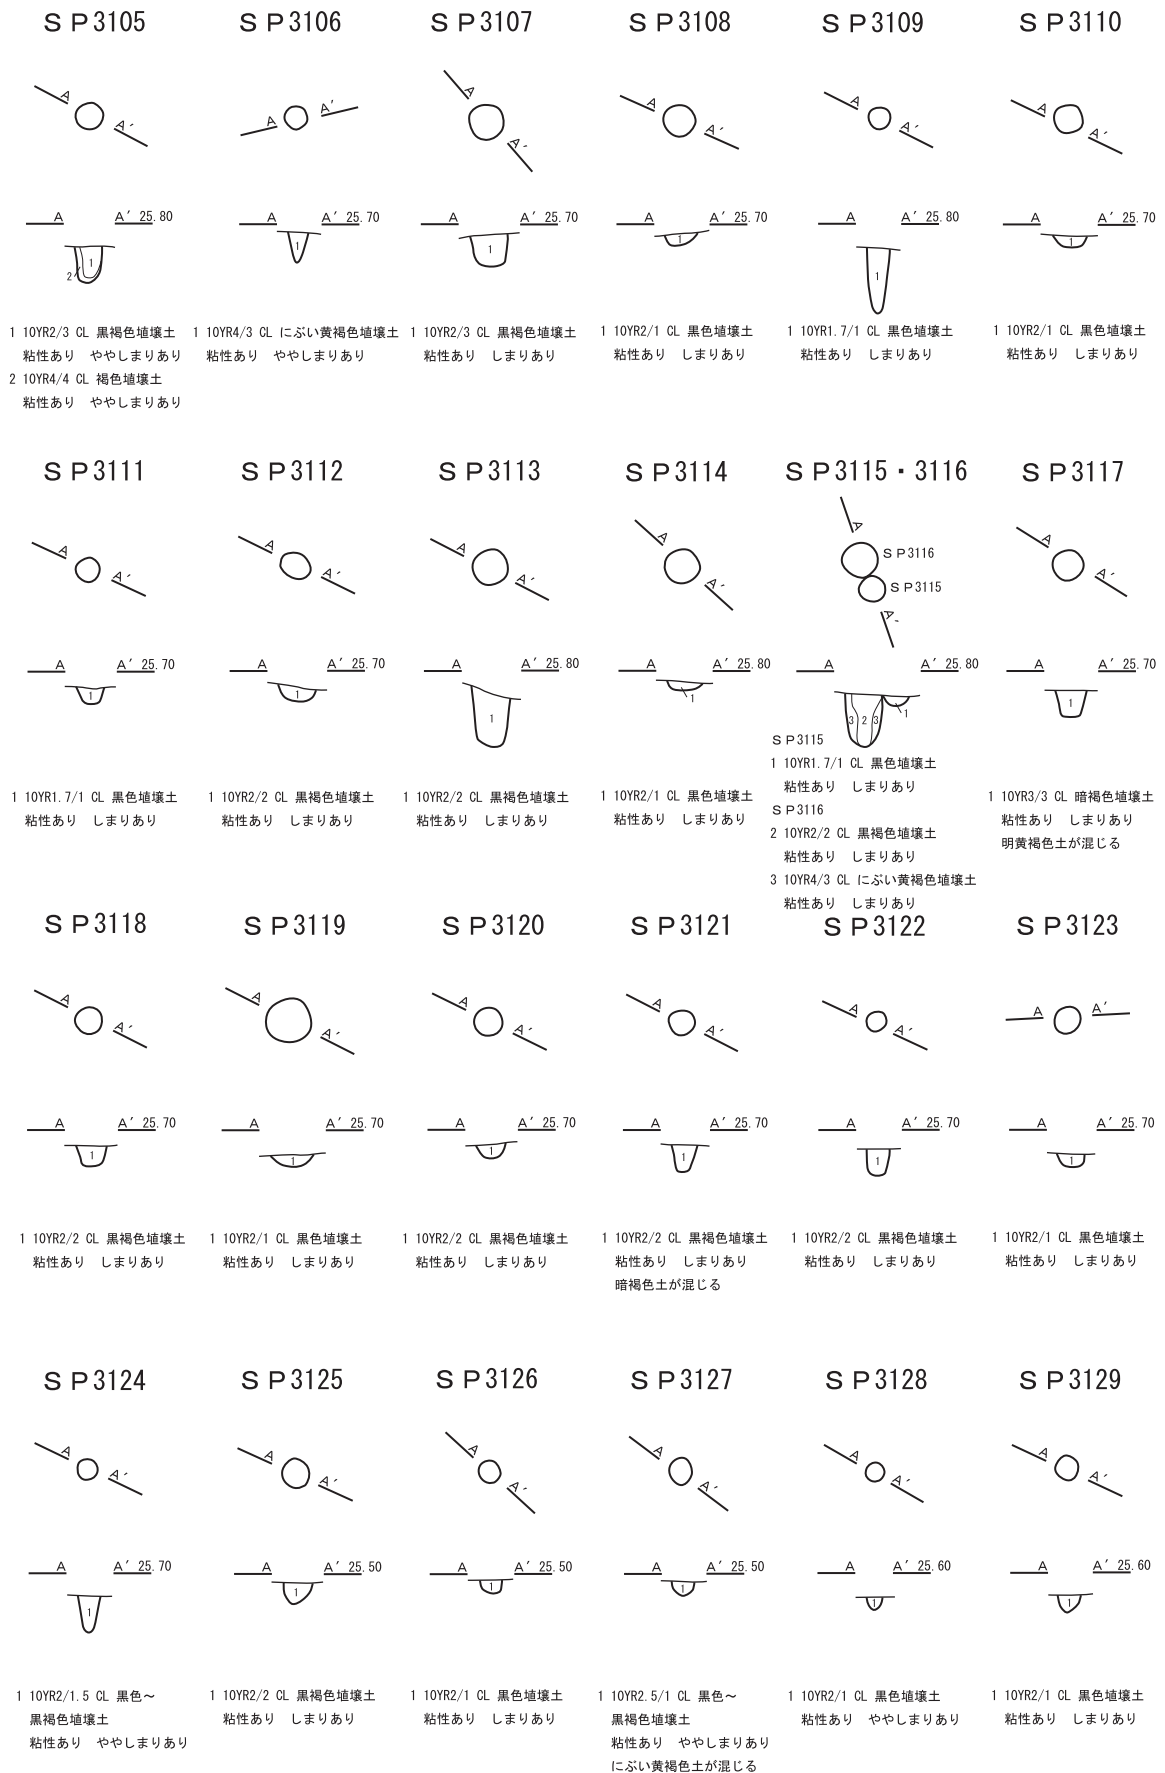 ＳＰ3105
A
A′
A A′ 25.80
1
2
1 10YR2/3 CL 黒褐色埴壌土
粘性あり ややしまりあり
2 10YR4/4 CL 褐色埴壌土
粘性あり ややしまりあり
ＳＰ3106
A
A′
A A′ 25.70
1
1 10YR4/3 CL にぶい黄褐色埴壌土
粘性あり ややしまりあり
ＳＰ3107
A
A′
A A′ 25.70
1
1 10YR2/3 CL 黒褐色埴壌土
粘性あり しまりあり
ＳＰ3108
A
A′
A A′ 25.70
1
1 10YR2/1 CL 黒色埴壌土
粘性あり しまりあり
ＳＰ3109
A
A′
A A′ 25.80
1
1 10YR1.7/1 CL 黒色埴壌土
粘性あり しまりあり
ＳＰ3110
A
A′
A A′ 25.70
1
1 10YR2/1 CL 黒色埴壌土
粘性あり しまりあり
ＳＰ3111
A
A′
A A′ 25.70
1
1 10YR1.7/1 CL 黒色埴壌土
粘性あり しまりあり
ＳＰ3112
A
A′
A A′ 25.70
1
1 10YR2/2 CL 黒褐色埴壌土
粘性あり しまりあり
ＳＰ3113
A
A′
A A′ 25.80
1
1 10YR2/2 CL 黒褐色埴壌土
粘性あり しまりあり
ＳＰ3114
A
A′
A A′ 25.80
1
1 10YR2/1 CL 黒色埴壌土
粘性あり しまりあり
ＳＰ3115・3116
A
ＳＰ3116
ＳＰ3115
A′
A A′ 25.80
3 2 3 1
ＳＰ3115
1 10YR1.7/1 CL 黒色埴壌土
粘性あり しまりあり
ＳＰ3116
2 10YR2/2 CL 黒褐色埴壌土
粘性あり しまりあり
3 10YR4/3 CL にぶい黄褐色埴壌土
粘性あり しまりあり
ＳＰ3117
A
A′
A A′ 25.70
1
1 10YR3/3 CL 暗褐色埴壌土
粘性あり しまりあり
明黄褐色土が混じる
ＳＰ3118
A
A′
A A′ 25.70
1
1 10YR2/2 CL 黒褐色埴壌土
粘性あり しまりあり
ＳＰ3119
A
A′
A A′ 25.70
1
1 10YR2/1 CL 黒色埴壌土
粘性あり しまりあり
ＳＰ3120
A
A′
A A′ 25.70
1
1 10YR2/2 CL 黒褐色埴壌土
粘性あり しまりあり
ＳＰ3121
A
A′
A A′ 25.70
1
1 10YR2/2 CL 黒褐色埴壌土
粘性あり しまりあり
暗褐色土が混じる
ＳＰ3122
A
A′
A A′ 25.70
1
1 10YR2/2 CL 黒褐色埴壌土
粘性あり しまりあり
ＳＰ3123
A
A′
A A′ 25.70
1
1 10YR2/1 CL 黒色埴壌土
粘性あり しまりあり
ＳＰ3124
A
A′
A A′ 25.70
1
1 10YR2/1.5 CL 黒色～
黒褐色埴壌土
粘性あり ややしまりあり
ＳＰ3125
A
A′
A A′ 25.50
1
1 10YR2/2 CL 黒褐色埴壌土
粘性あり しまりあり
ＳＰ3126
A
A′
A A′ 25.50
1
1 10YR2/1 CL 黒色埴壌土
粘性あり しまりあり
ＳＰ3127
A
A′
A A′ 25.50
1
1 10YR2.5/1 CL 黒色～
黒褐色埴壌土
粘性あり ややしまりあり
にぶい黄褐色土が混じる
ＳＰ3128
A
A′
A A′ 25.60
1
1 10YR2/1 CL 黒色埴壌土
粘性あり ややしまりあり
ＳＰ3129
A
A′
A A′ 25.60
1
1 10YR2/1 CL 黒色埴壌土
粘性あり しまりあり